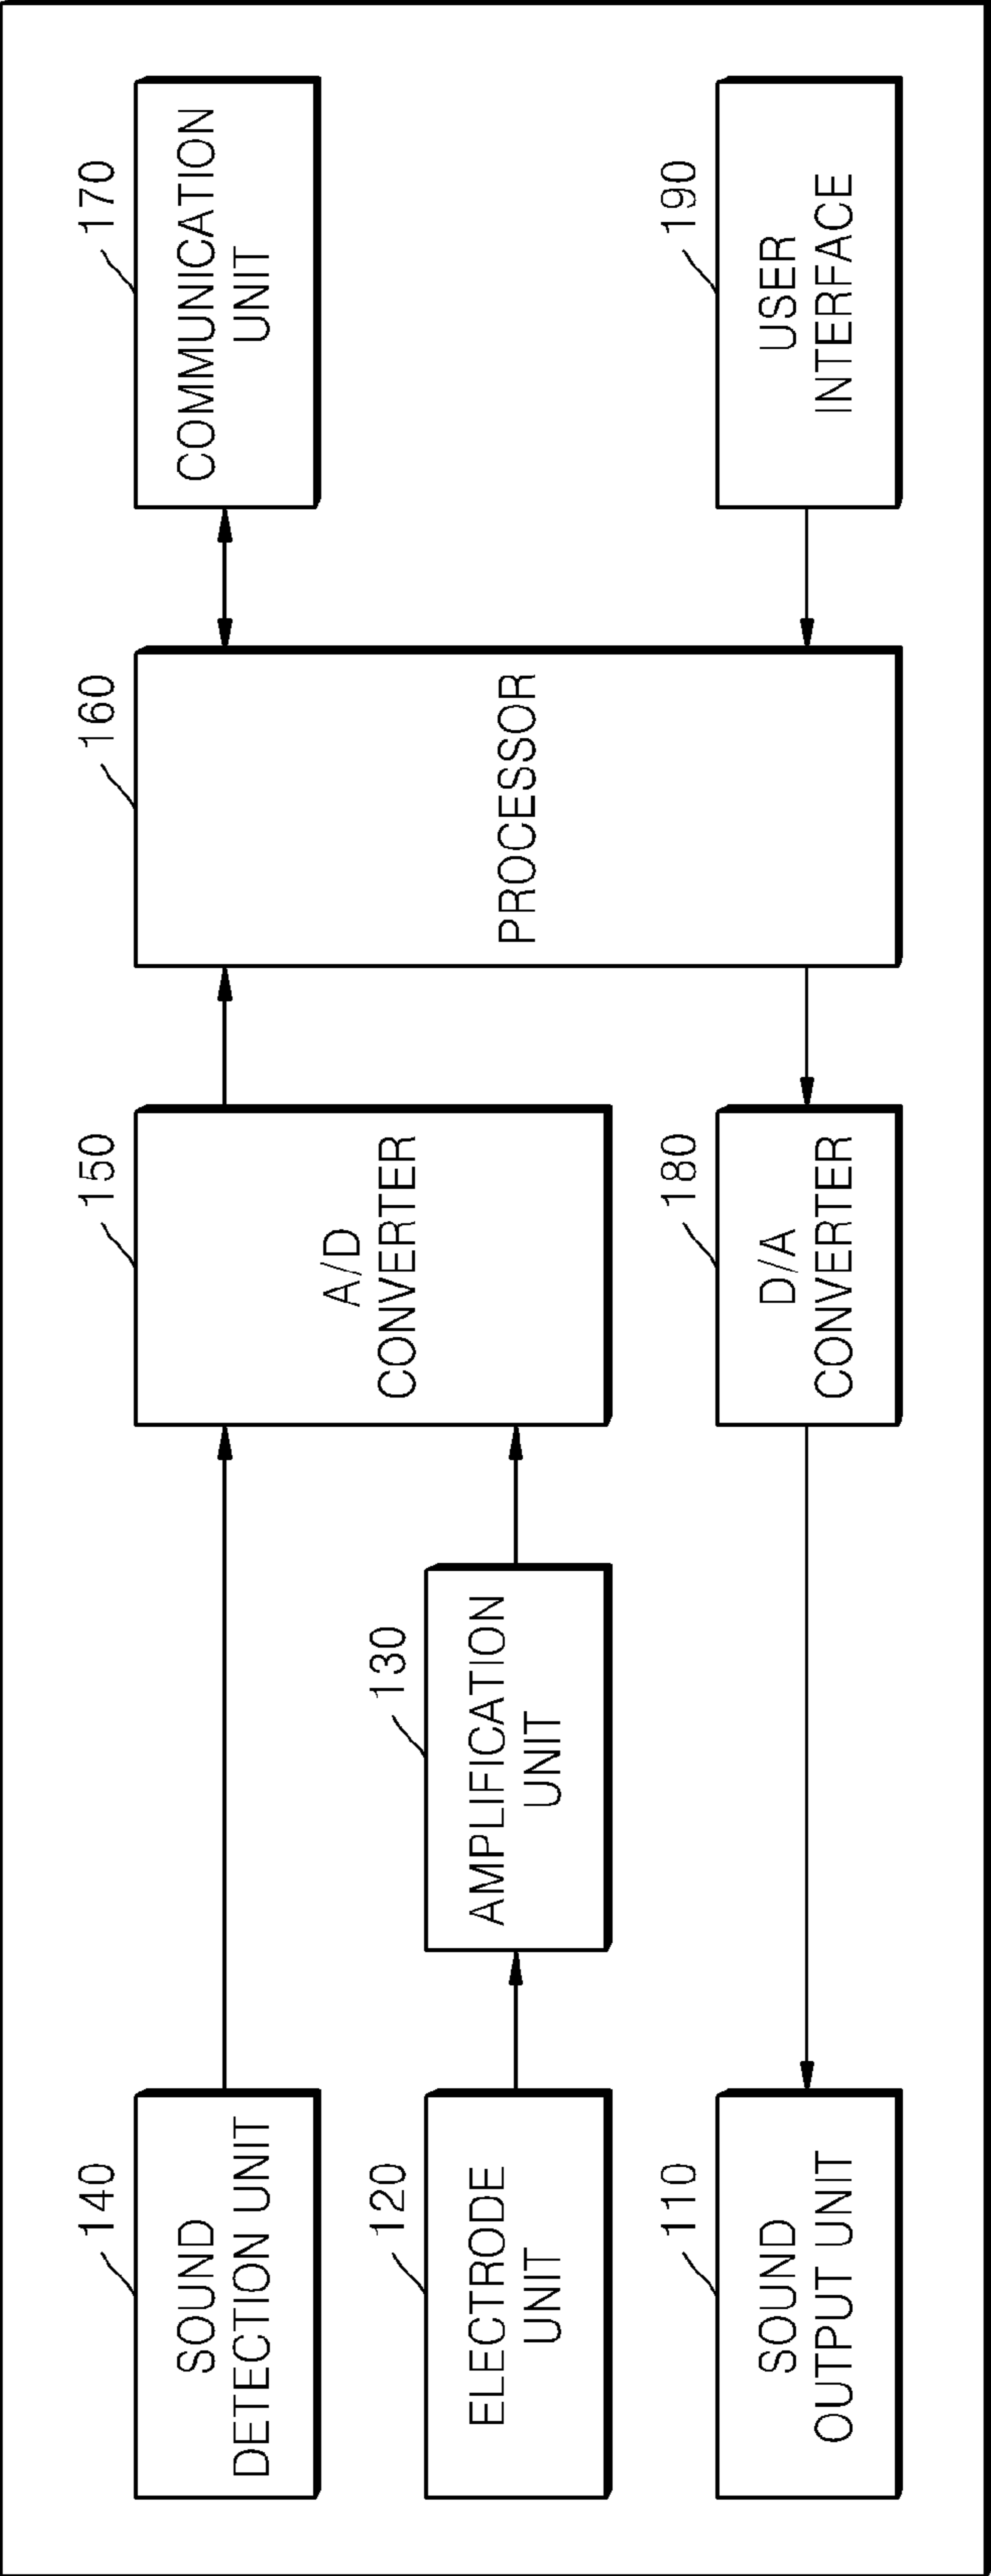 140
SOUND
DETECTION UNIT
150
A/D
CONVERTER
160
PROCESSOR
170
COMMUNICATION
UNIT
120
ELECTRODE
UNIT
130
AMPLIFICATION
UNIT
110
SOUND
OUTPUT UNIT
180
D/A
CONVERTER
190
USER
INTERFACE